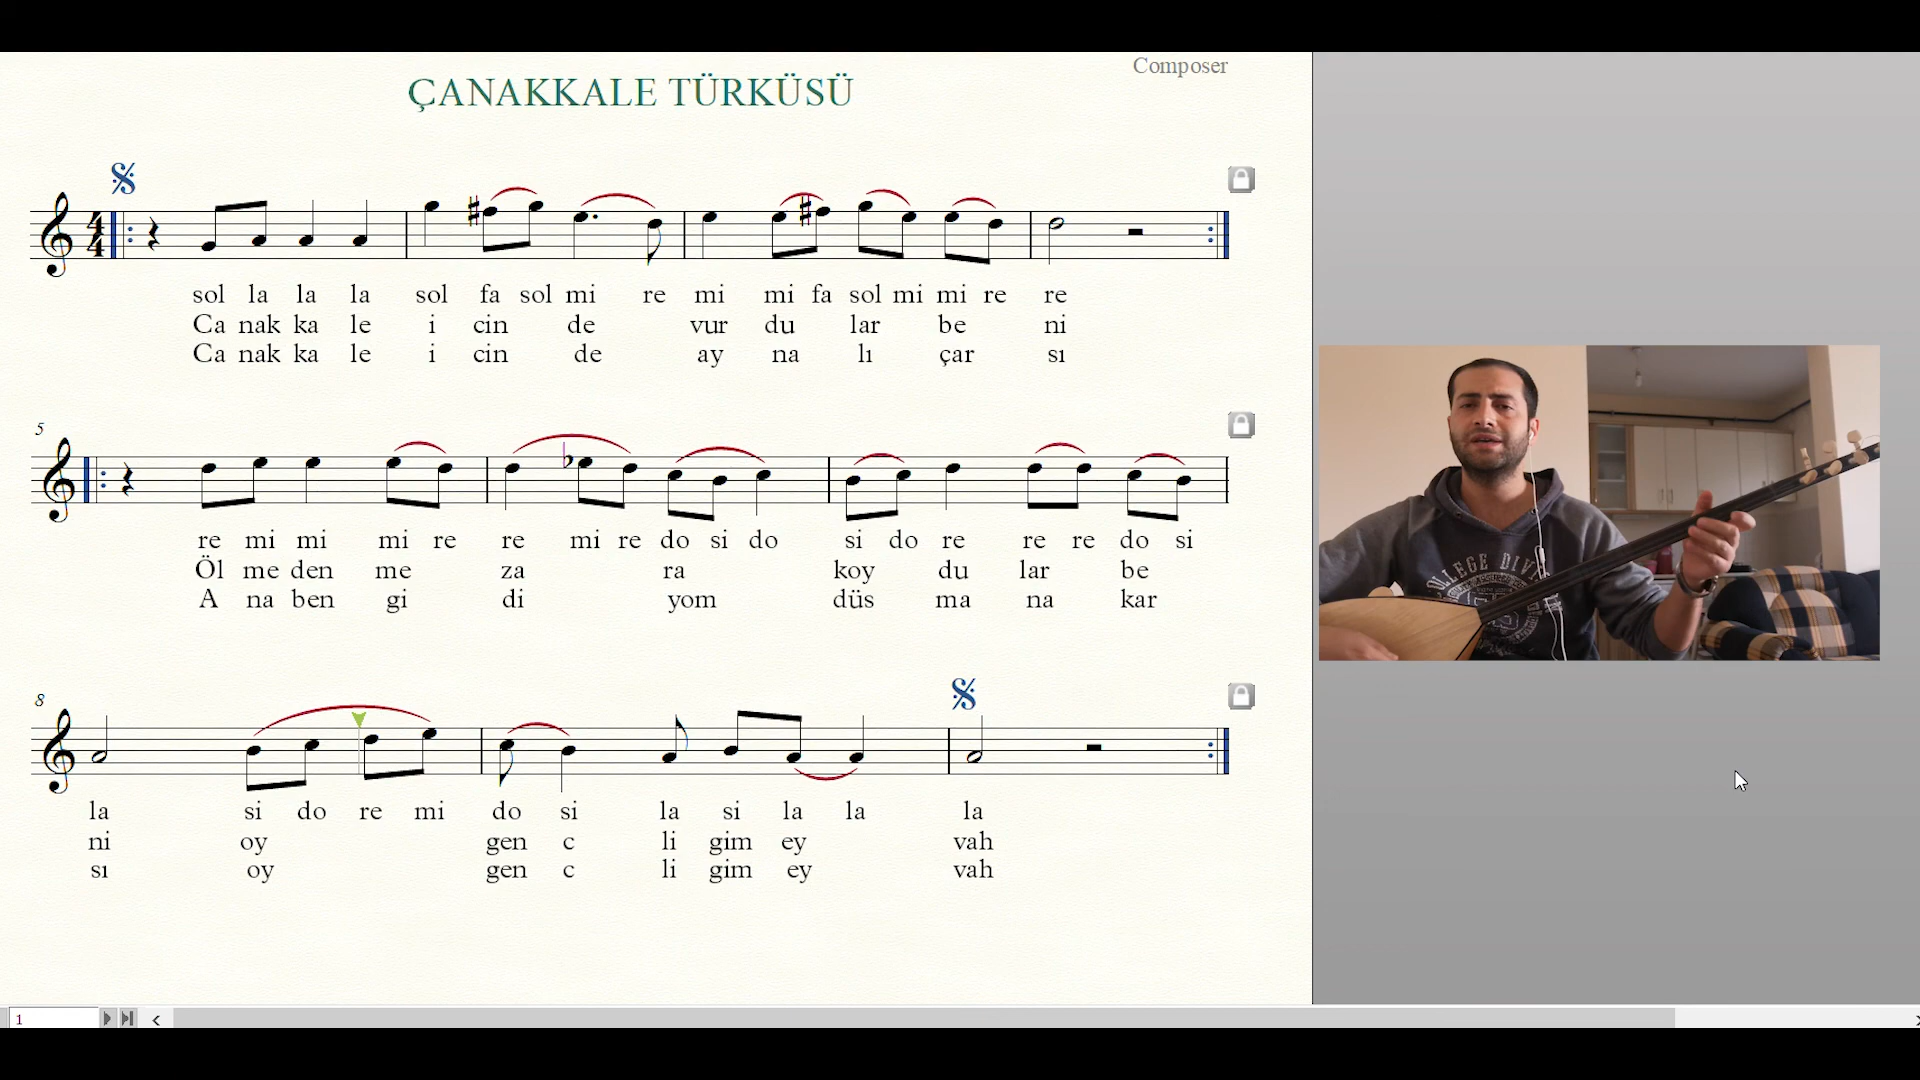 Composer
ÇANAKKALE TÜRKÜSÜ
4
4
sol la la la sol fa sol mi re mi mi fa sol mi mi re re
Ca nak ka le i cin de vur du lar be ni
Ca nak ka le i cin de ay na lı çar sı
5
re mi mi mi re re mi re do si do si do re re re do si
Öl me den me za ra koy du lar be
A na ben gi di yom düs ma na kar
8
la si do re mi do si la si la la la
ni oy gen c li gim ey vah
sı oy gen c li gim ey vah
1